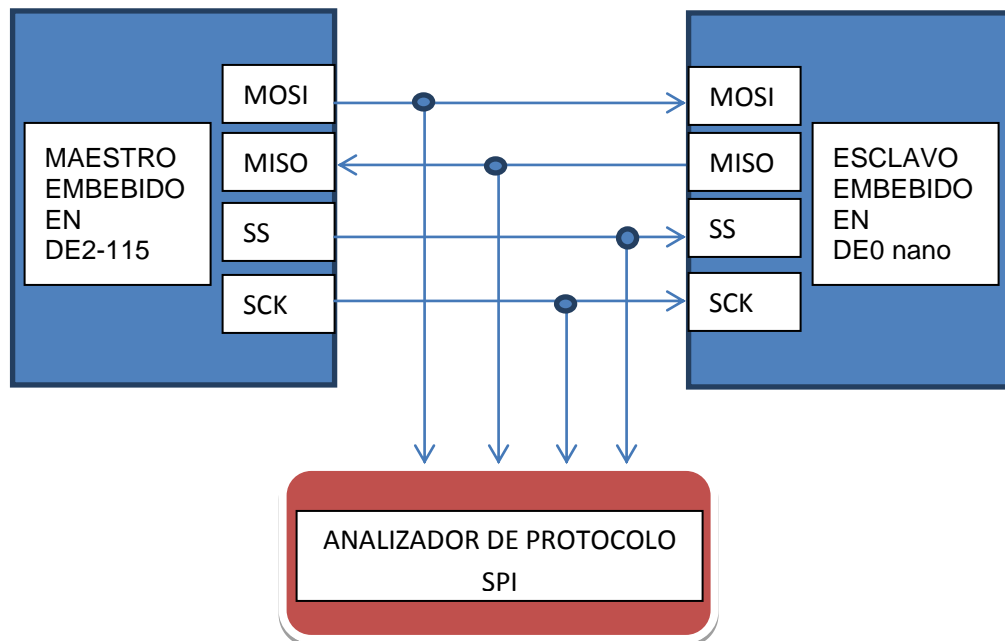 MAESTRO
EMBEBIDO
EN
DE2-115
MOSI
MISO
SS
SCK
MOSI
MISO
SS
SCK
ESCLAVO
EMBEBIDO
EN
DE0 nano
ANALIZADOR DE PROTOCOLO
SPI